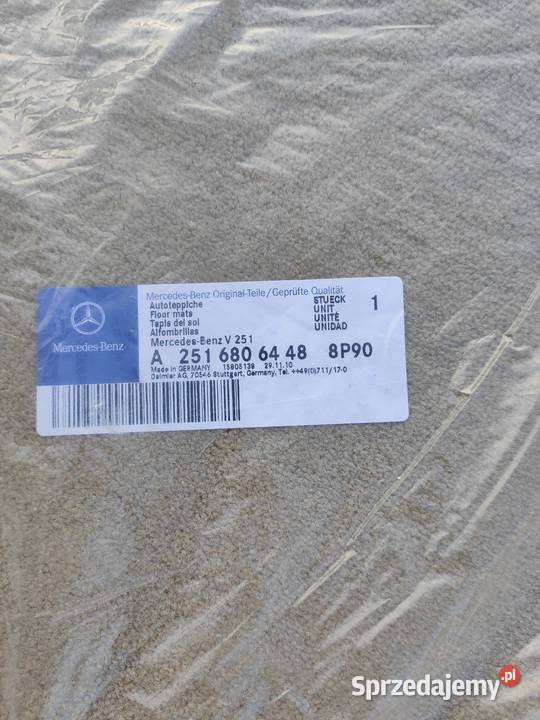 Mercedes-Benz
Mercedes-Benz Original-Teile/Geprüfte Qualität
Autoteppiche
Floor mats
Tapis del sol
Alfombrillas
STUECK
UNIT
UNITÉ
UNIDAD
1
Mercedes-Benz V 251
A 251 680 64 48 8P90
Made in GERMANY 15805138 29.11.10
Daimler AG, 70546 Stuttgart, Germany, Tel. ++49(0)711/17-0
Sprzedajemy.pl